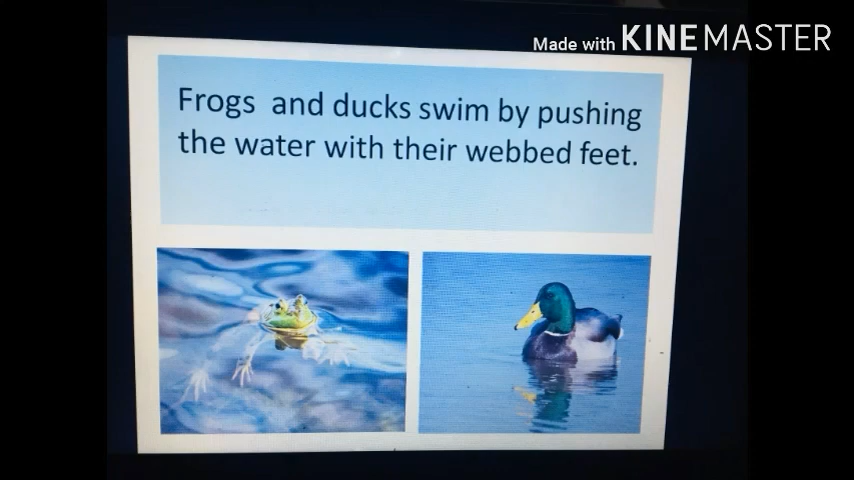 Made with KINEMASTER
Frogs and ducks swim by pushing
the water with their webbed feet.